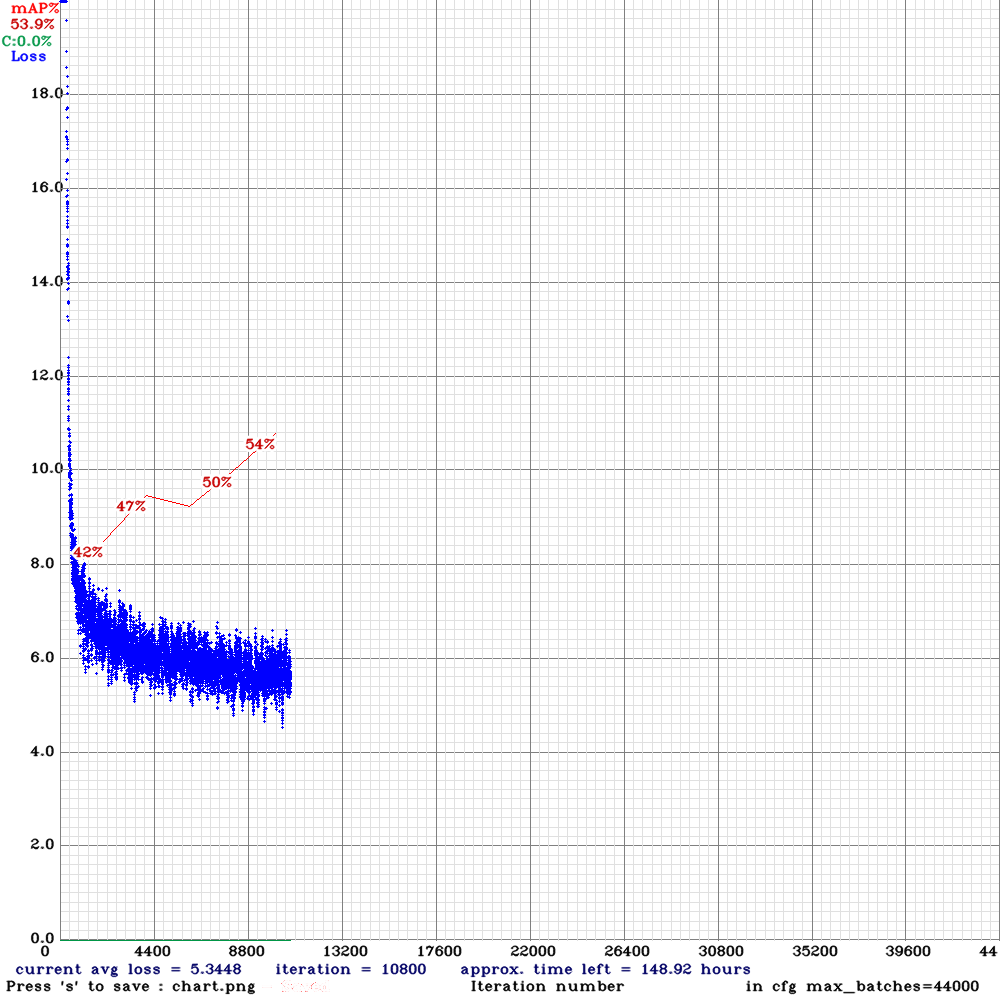 mAP%
53.9%
C:0.0%
Loss
18.0
16.0
14.0
12.0
10.0
8.0
6.0
4.0
2.0
0.0
54%
50%
47%
42%
0 4400 8800 13200 17600 22000 26400 30800 35200 39600 44
current avg loss = 5.3448 iteration = 10800 approx. time left = 148.92 hours
Press 's' to save : chart.png Iteration number in cfg max_batches=44000